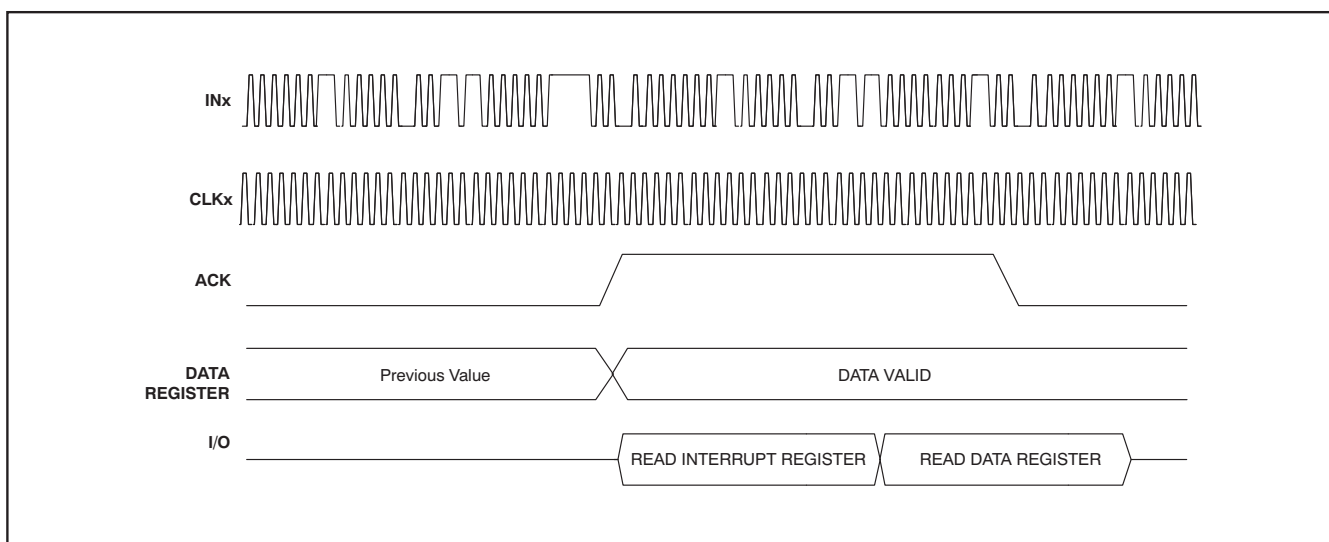 INx
CLKx
ACK
DATA
REGISTER
Previous Value
DATA VALID
I/O
READ INTERRUPT REGISTER
READ DATA REGISTER